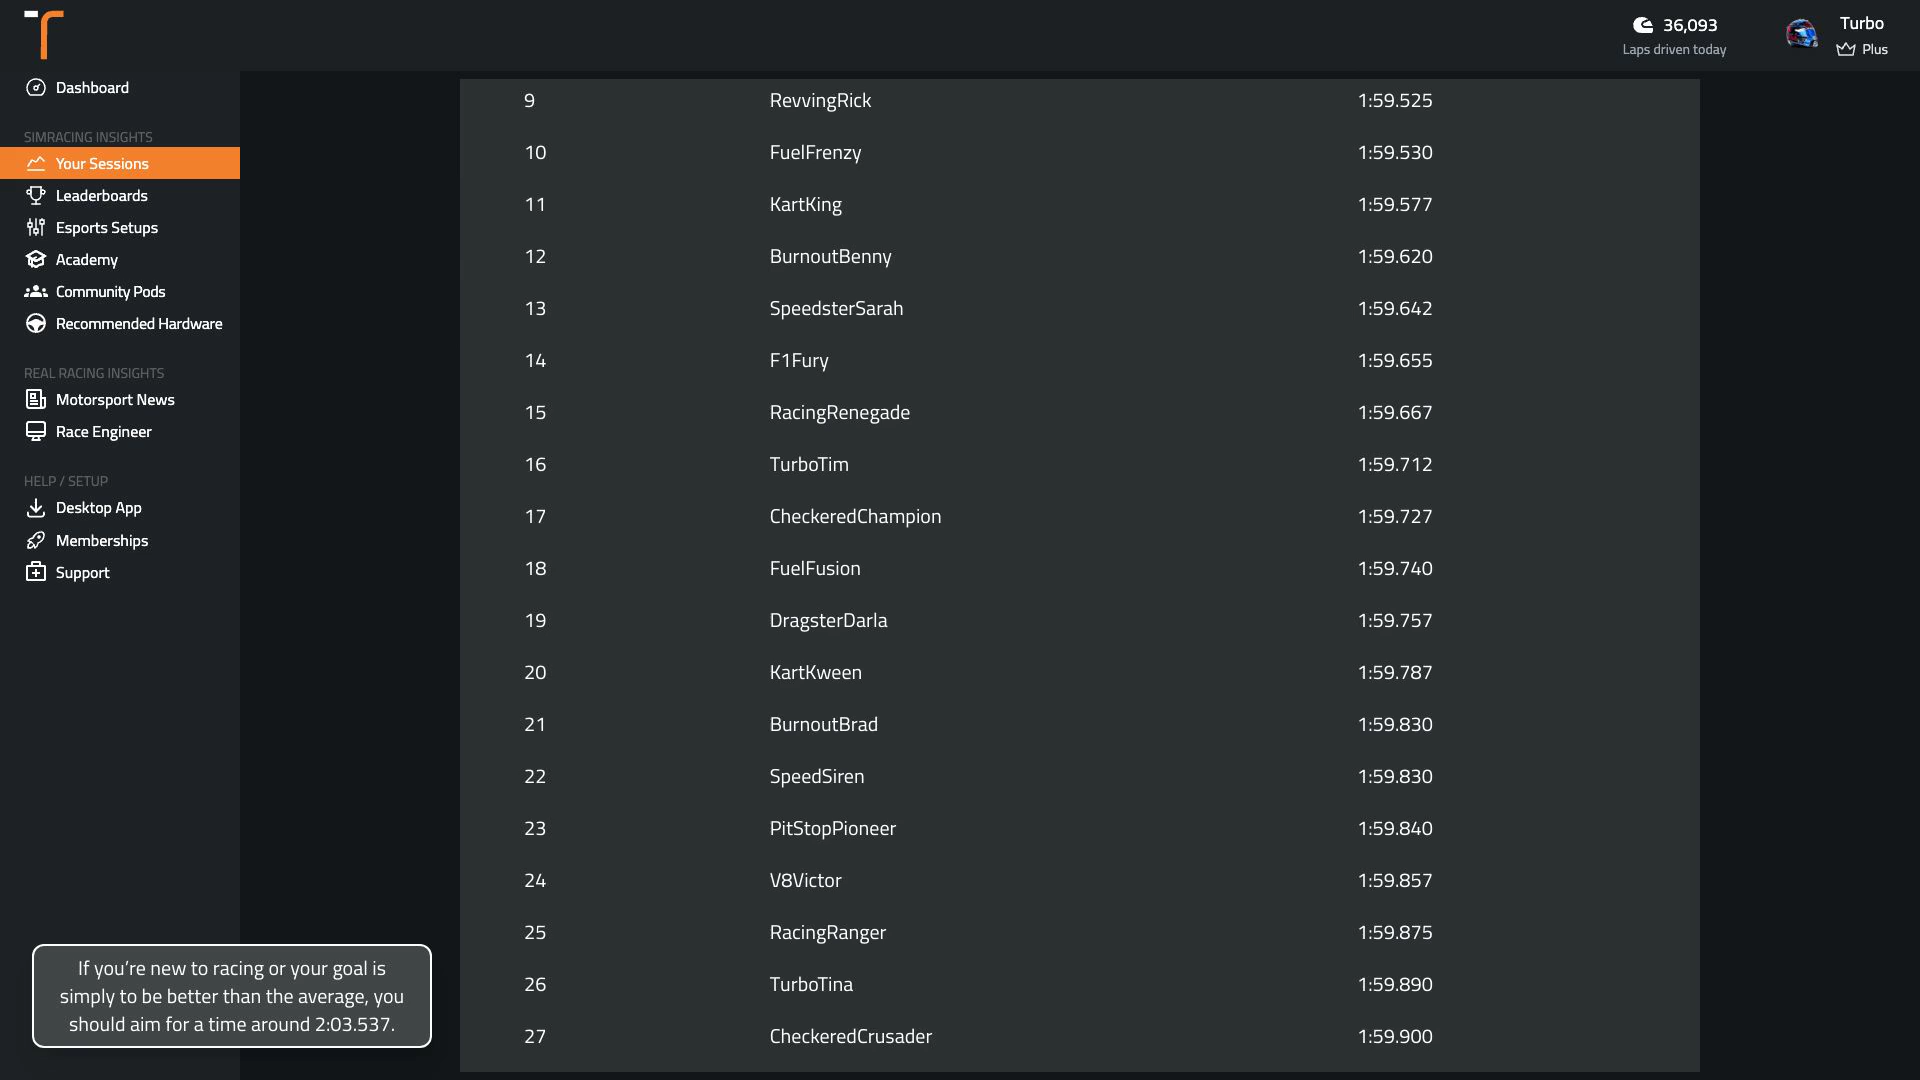 36,093
Laps driven today
Turbo
Plus
Dashboard
SIMRACING INSIGHTS
Your Sessions
Leaderboards
Esports Setups
Academy
Community Pods
Recommended Hardware
REAL RACING INSIGHTS
Motorsport News
Race Engineer
HELP / SETUP
Desktop App
Memberships
Support
9 RevvingRick 1:59.525
10 FuelFrenzy 1:59.530
11 KartKing 1:59.577
12 BurnoutBenny 1:59.620
13 SpeedsterSarah 1:59.642
14 F1Fury 1:59.655
15 RacingRenegade 1:59.667
16 TurboTim 1:59.712
17 CheckeredChampion 1:59.727
18 FuelFusion 1:59.740
19 DragsterDarla 1:59.757
20 KartKween 1:59.787
21 BurnoutBrad 1:59.830
22 SpeedSiren 1:59.830
23 PitStopPioneer 1:59.840
24 V8Victor 1:59.857
25 RacingRanger 1:59.875
26 TurboTina 1:59.890
27 CheckeredCrusader 1:59.900
If you’re new to racing or your goal is
simply to be better than the average, you
should aim for a time around 2:03.537.